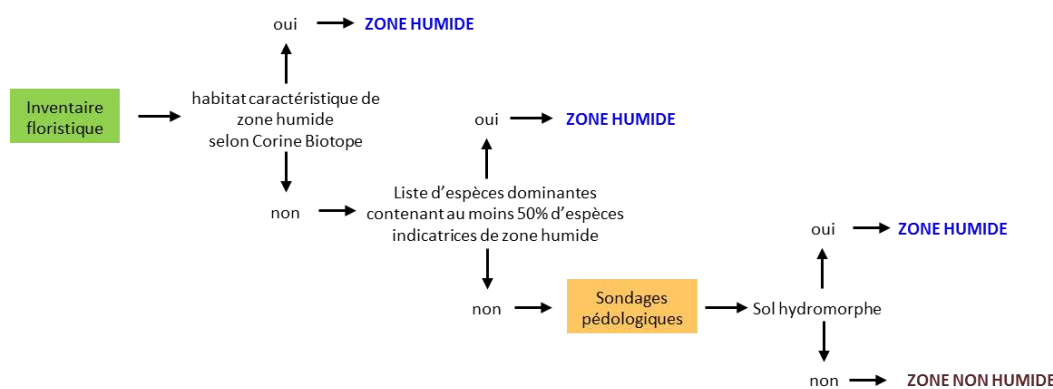 oui
ZONE HUMIDE
Inventaire
floristique
habitat caractéristique de
zone humide
selon Corine Biotope
non
oui
ZONE HUMIDE
Liste d'espèces dominantes
contenant au moins 50% d'espèces
indicatrices de zone humide
non
Sondages
pédologiques
oui
ZONE HUMIDE
Sol hydromorphe
non
ZONE NON HUMIDE